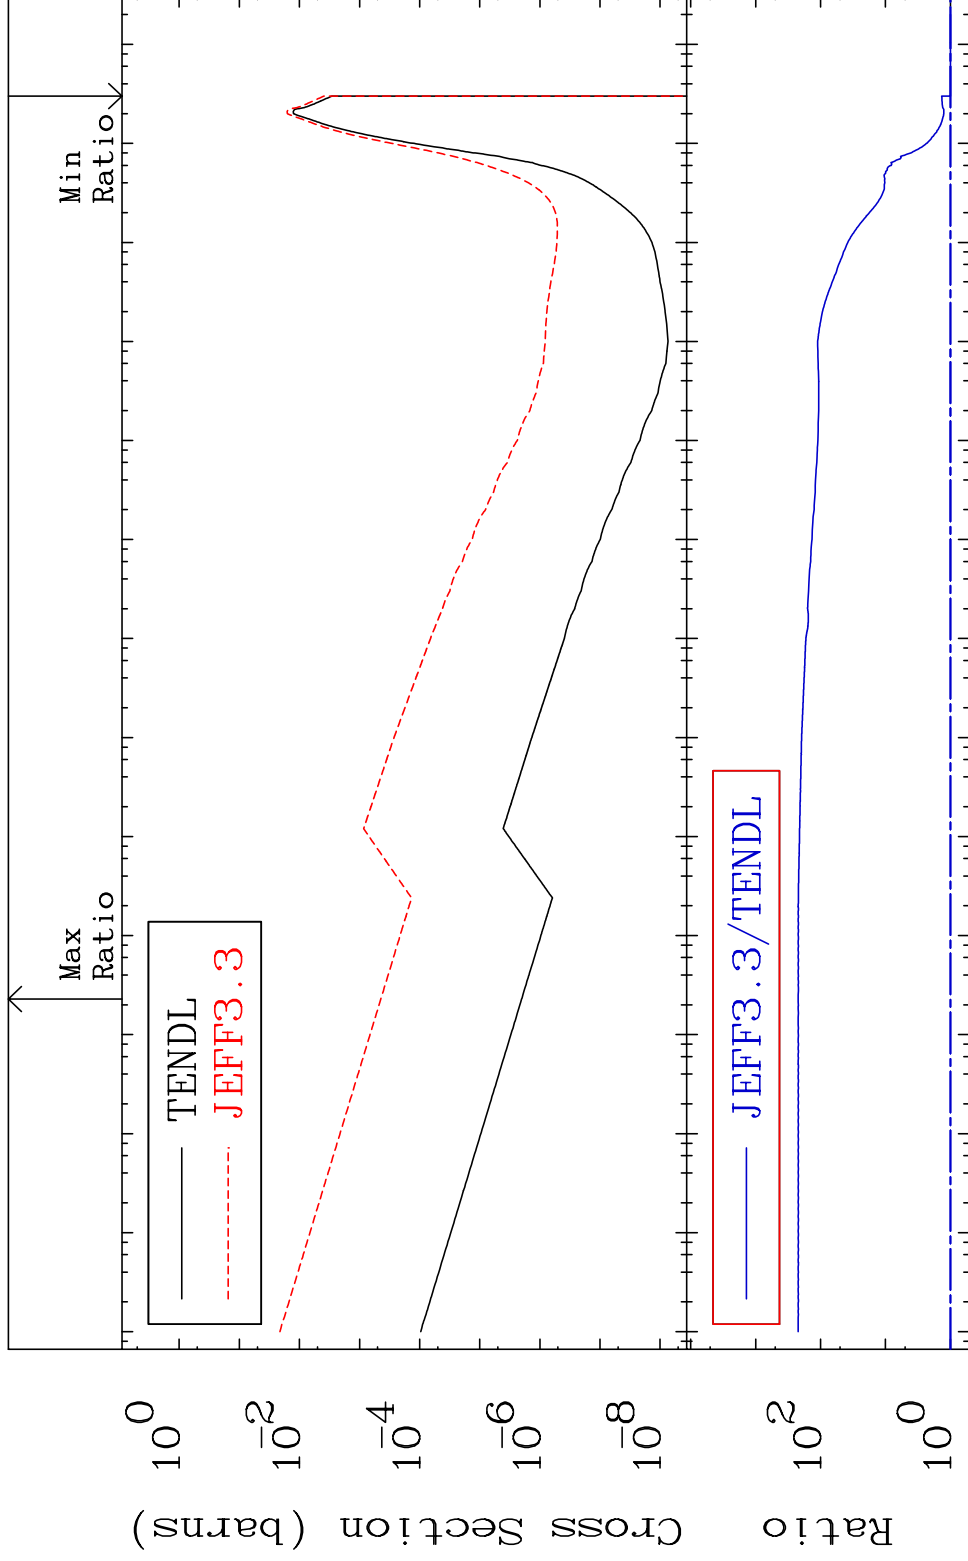 Max
Ratio
Min
Ratio
TENDL
JEFF3.3
10^0
10^-2
10^-4
10^-6
10^-8
Cross Section (barns)
JEFF3.3/TENDL
10^2
10^0
Ratio